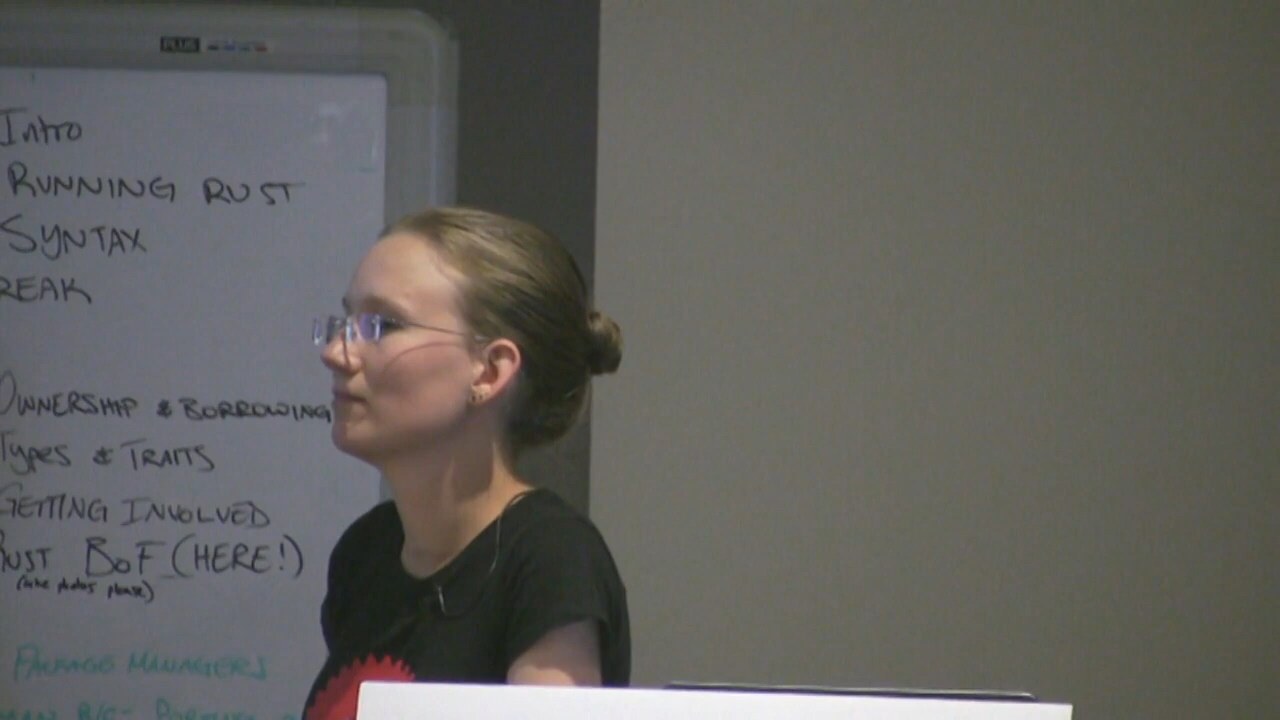 PLUS
Intro
RUNNING RUST
SYNTAX
REAK
OWNERSHIP & BORROWING
TYPES & TRAITS
GETTING INVOLVED
RUST BoF (HERE!)
(take photos please)
PACKAGE MANAGERS